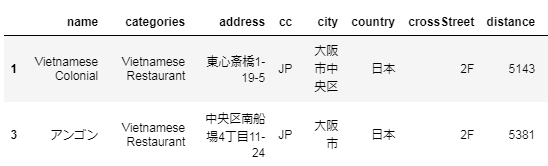 name categories address cc city country crossStreet distance
1 Vietnamese Colonial Vietnamese Restaurant 東心斎橋1-19-5 JP 大阪市中央区 日本 2F 5143
3 アンゴン Vietnamese Restaurant 中央区南船場4丁目11-24 JP 大阪市 日本 2F 5381